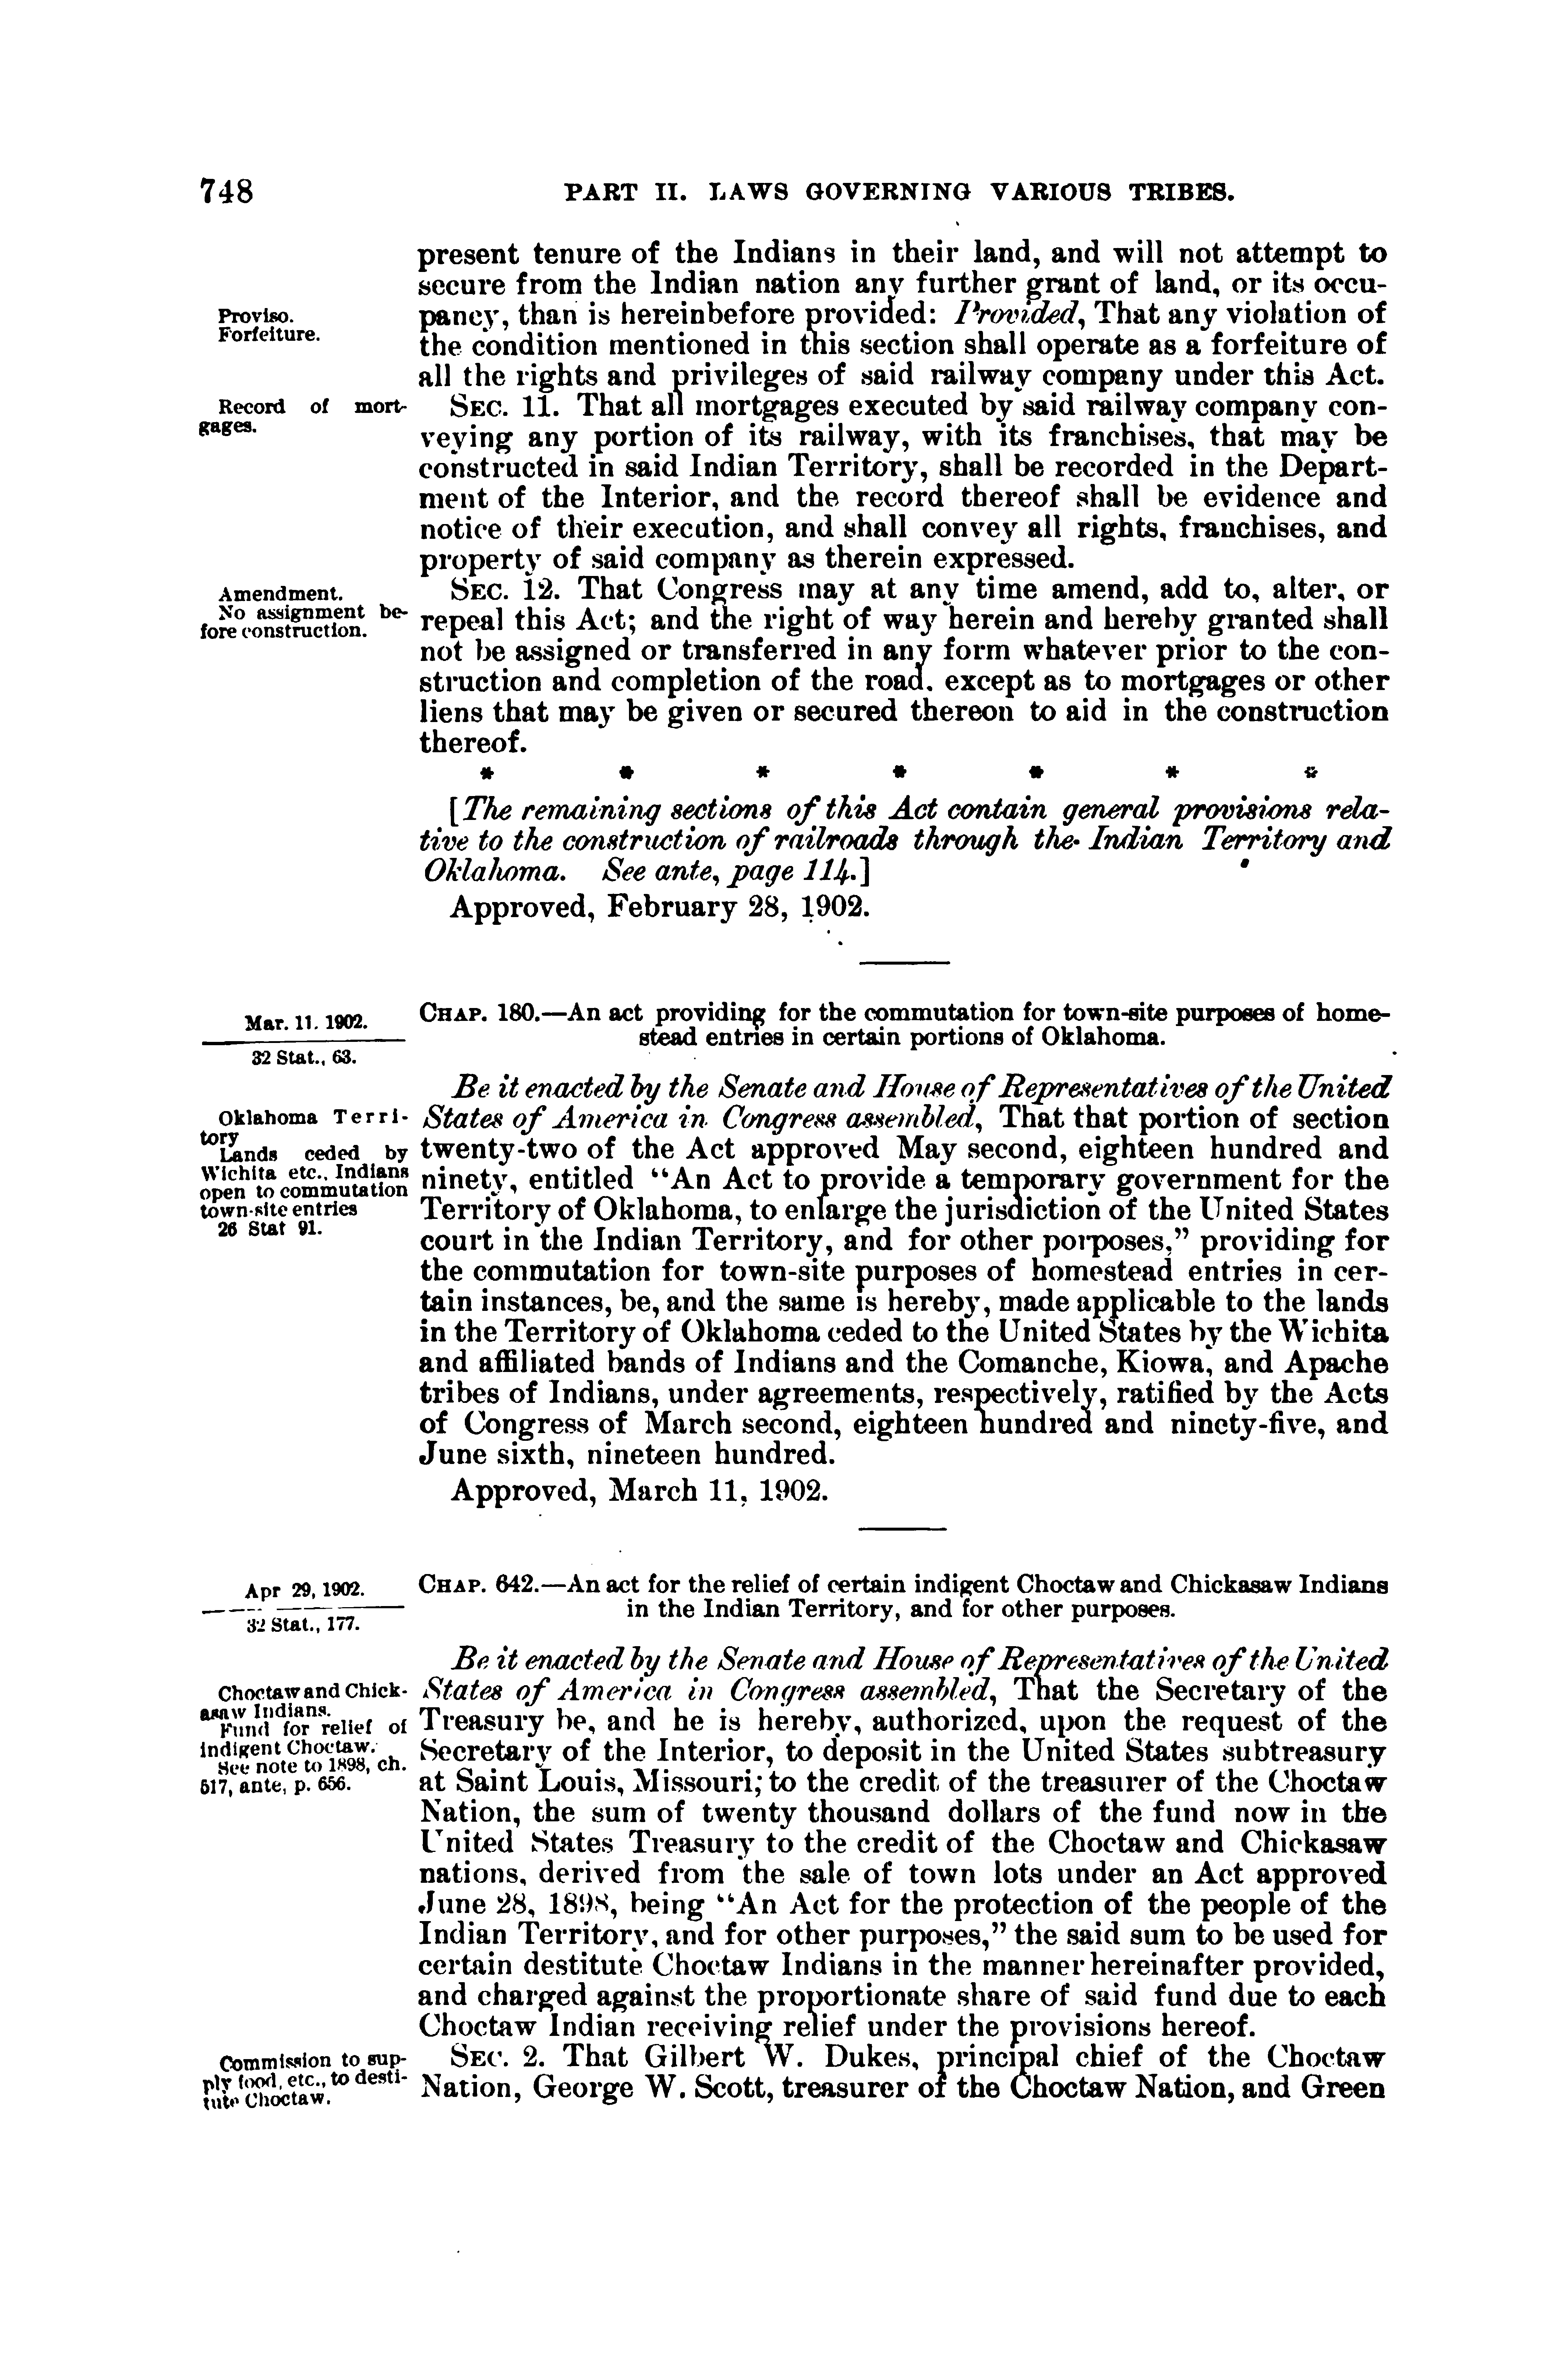 748
PART II. LAWS GOVERNING VARIOUS TRIBES.
present tenure of the Indians in their land, and will not attempt to
secure from the Indian nation any further grant of land, or its occu-
Proviso.
Forfeiture.
pancy, than is hereinbefore provided: Provided, That any violation of
the condition mentioned in this section shall operate as a forfeiture of
all the rights and privileges of said railway company under this Act.
Record of mort-
gages.
SEC. 11. That all mortgages executed by said railway company con-
veying any portion of its railway, with its franchises, that may be
constructed in said Indian Territory, shall be recorded in the Depart-
ment of the Interior, and the record thereof shall be evidence and
notice of their execution, and shall convey all rights, franchises, and
property of said company as therein expressed.
Amendment.
No assignment be-
fore construction.
SEC. 12. That Congress may at any time amend, add to, alter, or
repeal this Act; and the right of way herein and hereby granted shall
not be assigned or transferred in any form whatever prior to the con-
struction and completion of the road, except as to mortgages or other
liens that may be given or secured thereon to aid in the construction
thereof.
* * * * * * *
[The remaining sections of this Act contain general provisions rela-
tive to the construction of railroads through the Indian Territory and
Oklahoma. See ante, page 114.]
Approved, February 28, 1902.
Mar. 11. 1902.
32 Stat., 63.
CHAP. 180.—An act providing for the commutation for town-site purposes of home-
stead entries in certain portions of Oklahoma.
Oklahoma Terri-
tory
Lands ceded by
Wichita etc., Indians
open to commutation
town-site entries
26 Stat 91.
Be it enacted by the Senate and House of Representatives of the United
States of America in Congress assembled, That that portion of section
twenty-two of the Act approved May second, eighteen hundred and
ninety, entitled "An Act to provide a temporary government for the
Territory of Oklahoma, to enlarge the jurisdiction of the United States
court in the Indian Territory, and for other porposes," providing for
the commutation for town-site purposes of homestead entries in cer-
tain instances, be, and the same is hereby, made applicable to the lands
in the Territory of Oklahoma ceded to the United States by the Wichita
and affiliated bands of Indians and the Comanche, Kiowa, and Apache
tribes of Indians, under agreements, respectively, ratified by the Acts
of Congress of March second, eighteen hundred and ninety-five, and
June sixth, nineteen hundred.
Approved, March 11, 1902.
Apr 29, 1902.
32 Stat., 177.
CHAP. 642.—An act for the relief of certain indigent Choctaw and Chickasaw Indians
in the Indian Territory, and for other purposes.
Choctaw and Chick-
asaw Indians.
Fund for relief of
indigent Choctaw.
See note to 1898, ch.
517, ante, p. 656.
Be it enacted by the Senate and House of Representatives of the United
States of America in Congress assembled, That the Secretary of the
Treasury be, and he is hereby, authorized, upon the request of the
Secretary of the Interior, to deposit in the United States subtreasury
at Saint Louis, Missouri; to the credit of the treasurer of the Choctaw
Nation, the sum of twenty thousand dollars of the fund now in the
United States Treasury to the credit of the Choctaw and Chickasaw
nations, derived from the sale of town lots under an Act approved
June 28, 1898, being "An Act for the protection of the people of the
Indian Territory, and for other purposes," the said sum to be used for
certain destitute Choctaw Indians in the manner hereinafter provided,
and charged against the proportionate share of said fund due to each
Choctaw Indian receiving relief under the provisions hereof.
Commission to sup-
ply food, etc., to desti-
tute Choctaw.
SEC. 2. That Gilbert W. Dukes, principal chief of the Choctaw
Nation, George W. Scott, treasurer of the Choctaw Nation, and Green